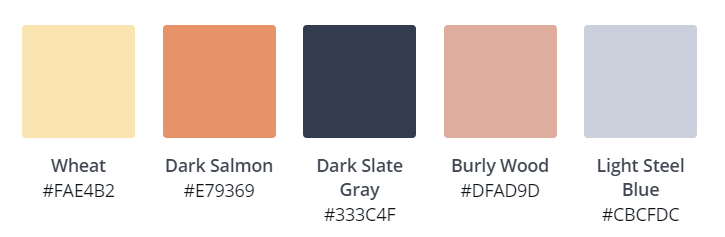 Wheat
#FAE4B2
Dark Salmon
#E79369
Dark Slate
Gray
#333C4F
Burly Wood
#DFAD9D
Light Steel
Blue
#CBCFDC